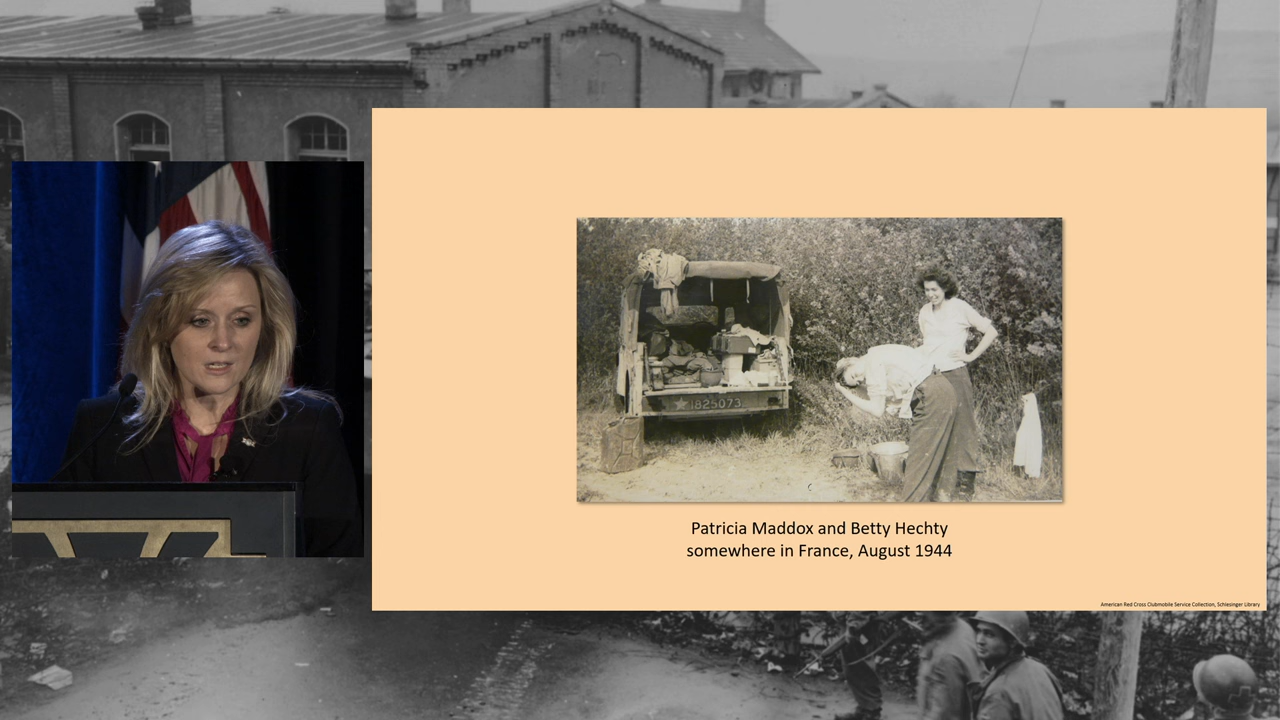 1825073
Patricia Maddox and Betty Hechty
somewhere in France, August 1944
American Red Cross Clubmobile Service Collection, Schlesinger Library